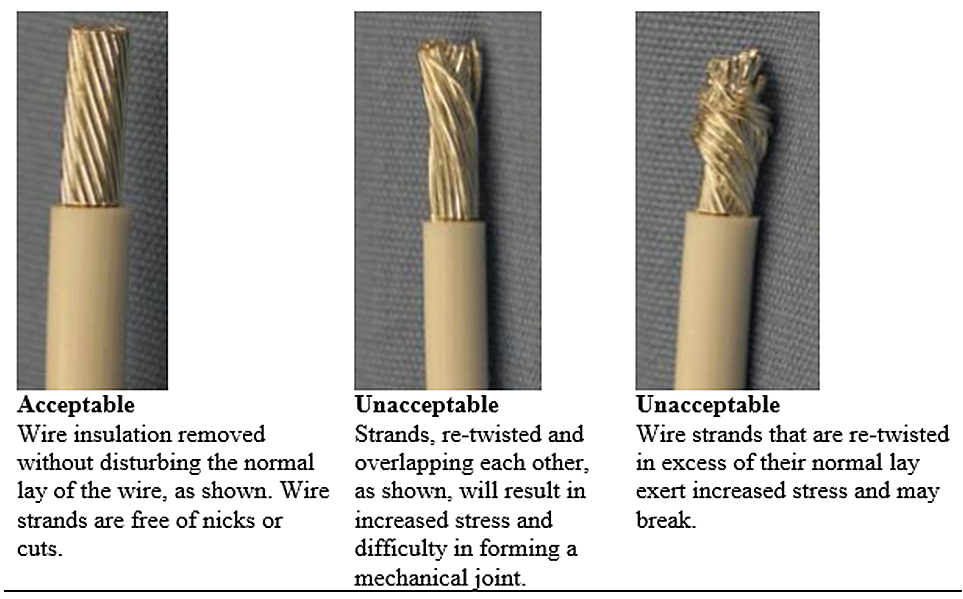 Acceptable
Wire insulation removed
without disturbing the normal
lay of the wire, as shown. Wire
strands are free of nicks or
cuts.
Unacceptable
Strands, re-twisted and
overlapping each other,
as shown, will result in
increased stress and
difficulty in forming a
mechanical joint.
Unacceptable
Wire strands that are re-twisted
in excess of their normal lay
exert increased stress and may
break.